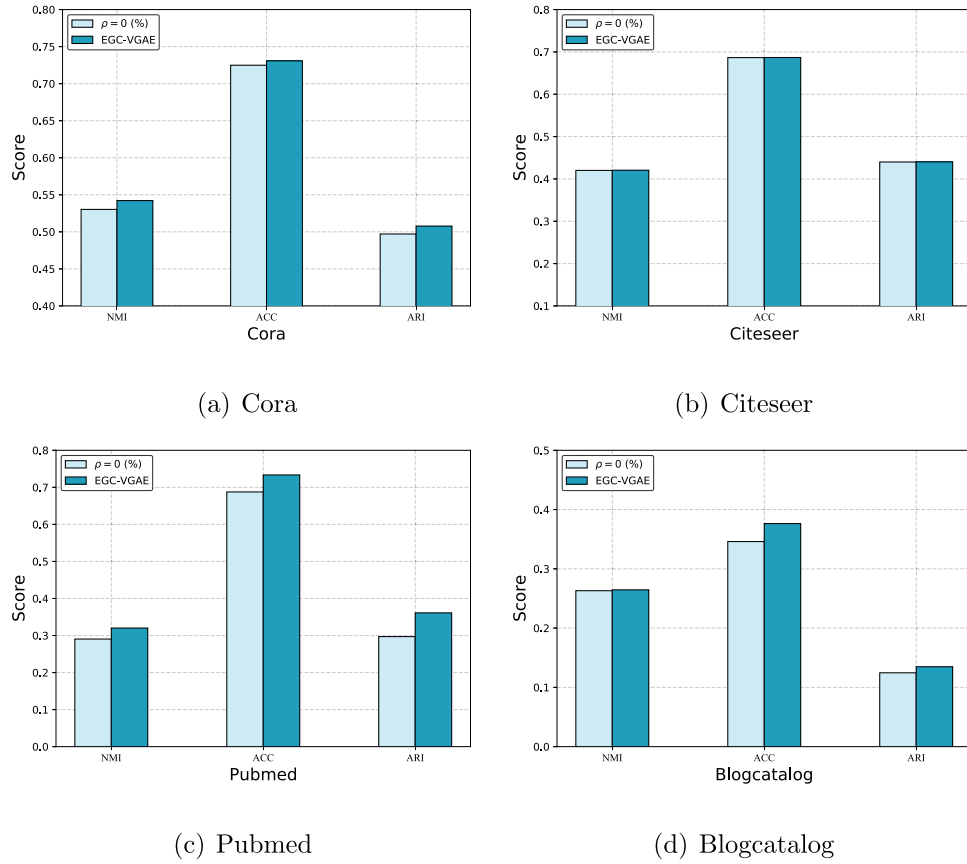 0.80
0.75
0.70
0.65
0.60
0.55
0.50
0.45
0.40
Score
ρ = 0 (%)
EGC-VGAE
NMI
ACC
ARI
Cora
(a) Cora
0.8
0.7
0.6
0.5
0.4
0.3
0.2
0.1
Score
ρ = 0 (%)
EGC-VGAE
NMI
ACC
ARI
Citeseer
(b) Citeseer
0.8
0.7
0.6
0.5
0.4
0.3
0.2
0.1
0.0
Score
ρ = 0 (%)
EGC-VGAE
NMI
ACC
ARI
Pubmed
(c) Pubmed
0.5
0.4
0.3
0.2
0.1
0.0
Score
ρ = 0 (%)
EGC-VGAE
NMI
ACC
ARI
Blogcatalog
(d) Blogcatalog